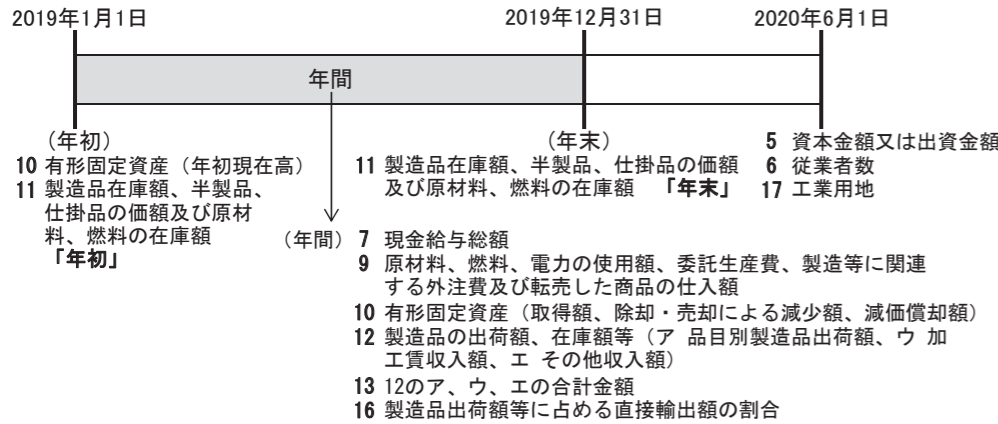 2019年1月1日
2019年12月31日
2020年6月1日
年間
（年初）
10 有形固定資産（年初現在高）
11 製造品在庫額、半製品、
仕掛品の価額及び原材
料、燃料の在庫額
「年初」
（年末）
11 製造品在庫額、半製品、仕掛品の価額
及び原材料、燃料の在庫額 「年末」
5 資本金額又は出資金額
6 従業者数
17 工業用地
（年間） 7 現金給与総額
9 原材料、燃料、電力の使用額、委託生産費、製造等に関連
する外注費及び転売した商品の仕入額
10 有形固定資産（取得額、除却・売却による減少額、減価償却額）
12 製造品の出荷額、在庫額等（ア 品目別製造品出荷額、ウ 加
工賃収入額、エ その他収入額）
13 12のア、ウ、エの合計金額
16 製造品出荷額等に占める直接輸出額の割合